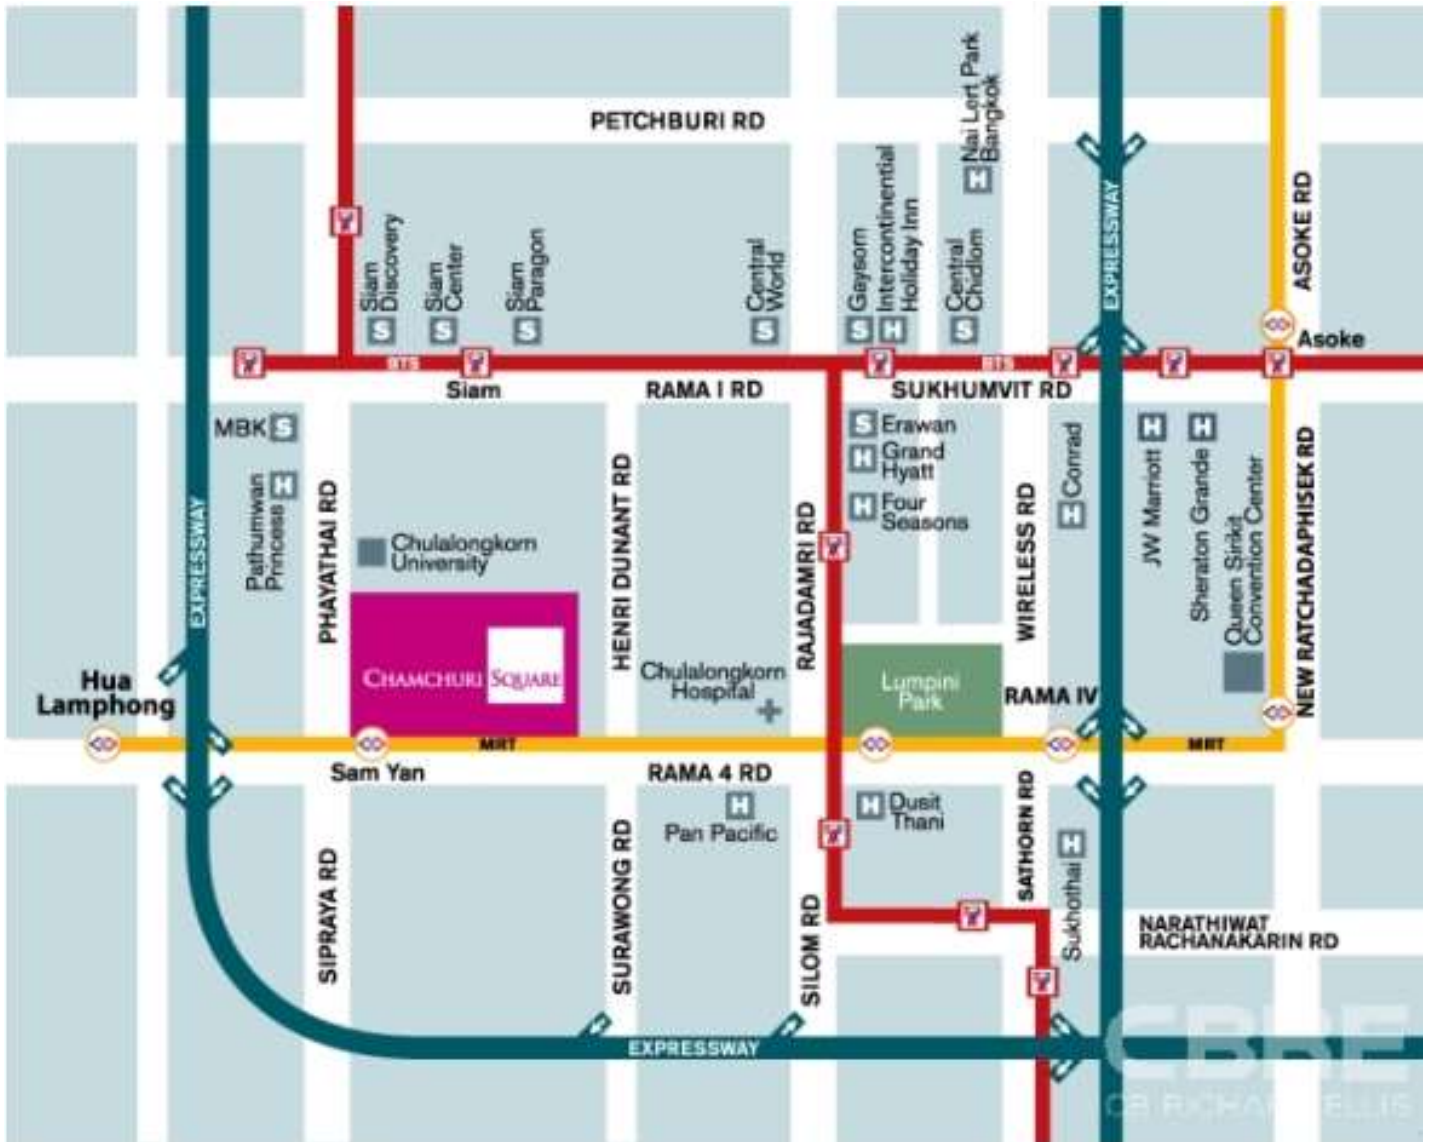 PETCHBURI RD
Nai Lert Park
Bangkok
EXPRESSWAY
ASOKE RD
Siam
Discovery
Siam
Center
Siam
Paragon
Central
World
Gaysorn
Intercontinental
Holiday Inn
Central
Chidlom
Asoke
BTS
BTS
Siam
RAMA I RD
SUKHUMVIT RD
MBK
Pathumwan
Princess
EXPRESSWAY
PHAYATHAI RD
Chulalongkorn
University
HENRI DUNANT RD
RAJADAMRI RD
Erawan
Grand
Hyatt
Four
Seasons
WIRELESS RD
Conrad
JW Marriott
Sheraton Grande
Queen Sirikit
Convention Center
NEW RATCHADAPHISEK RD
CHAMCHURI SQUARE
Chulalongkorn
Hospital
Lumpini
Park
RAMA IV
Hua
Lamphong
MRT
MRT
Sam Yan
RAMA 4 RD
Pan Pacific
Dusit
Thani
SATHORN RD
Sukhothai
SIPRAYA RD
SURAWONG RD
SILOM RD
NARATHIWAT
RACHANAKARIN RD
EXPRESSWAY
CBRE
CB RICHARD ELLIS